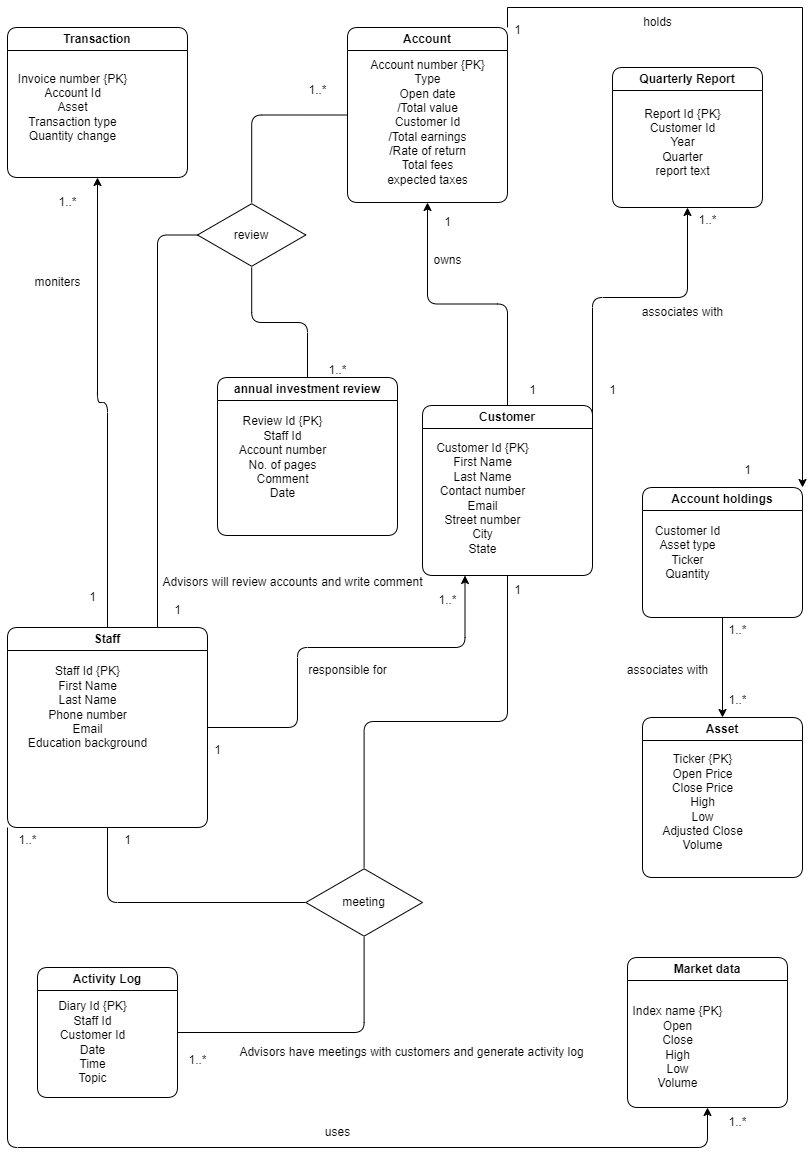 holds
1
Transaction
Invoice number {PK}
Account Id
Asset
Transaction type
Quantity change
1..*
Account
Account number {PK}
Type
Open date
/Total value
Customer Id
/Total earnings
/Rate of return
Total fees
expected taxes
1..*
Quarterly Report
Report Id {PK}
Customer Id
Year
Quarter
report text
1..*
review
1
owns
moniters
associates with
1..*
annual investment review
Review Id {PK}
Staff Id
Account number
No. of pages
Comment
Date
1
1
Customer
Customer Id {PK}
First Name
Last Name
Contact number
Email
Street number
City
State
1
Account holdings
Customer Id
Asset type
Ticker
Quantity
Advisors will review accounts and write comment
1
1
1..*
1
1..*
Staff
Staff Id {PK}
First Name
Last Name
Phone number
Email
Education background
responsible for
1
associates with
1..*
Asset
Ticker {PK}
Open Price
Close Price
High
Low
Adjusted Close
Volume
1..*
1
meeting
Activity Log
Diary Id {PK}
Staff Id
Customer Id
Date
Time
Topic
1..*
Advisors have meetings with customers and generate activity log
Market data
Index name {PK}
Open
Close
High
Low
Volume
1..*
uses